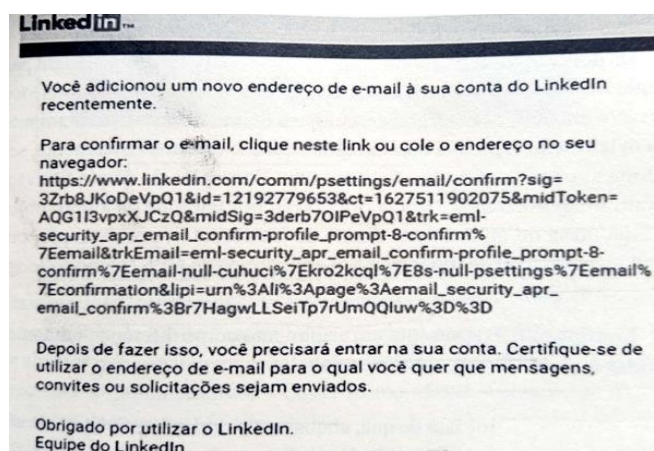 Linked in™
Você adicionou um novo endereço de e-mail à sua conta do LinkedIn
recentemente.
Para confirmar o e-mail, clique neste link ou cole o endereço no seu
navegador:
https://www.linkedin.com/comm/psettings/email/confirm?sig=
3Zrb8JKoDeVpQ1&id=12192779653&ct=1627511902075&midToken=
AQG1I3vpxXJCzQ&midSig=3derb7OIPeVpQ1&trk=eml-
security_apr_email_confirm-profile_prompt-8-confirm%
7Eemail&trkEmail=eml-security_apr_email_confirm-profile_prompt-8-
confirm%7Eemail-null-cuhuci%7Ekro2kcql%7E8s-null-psettings%7Eemail%
7Econfirmation&lipi=urn%3Ali%3Apage%3Aemail_security_apr_
email_confirm%3Br7HagwLLSeiTp7rUmQQluw%3D%3D
Depois de fazer isso, você precisará entrar na sua conta. Certifique-se de
utilizar o endereço de e-mail para o qual você quer que mensagens,
convites ou solicitações sejam enviados.
Obrigado por utilizar o LinkedIn.
Equipe do LinkedIn